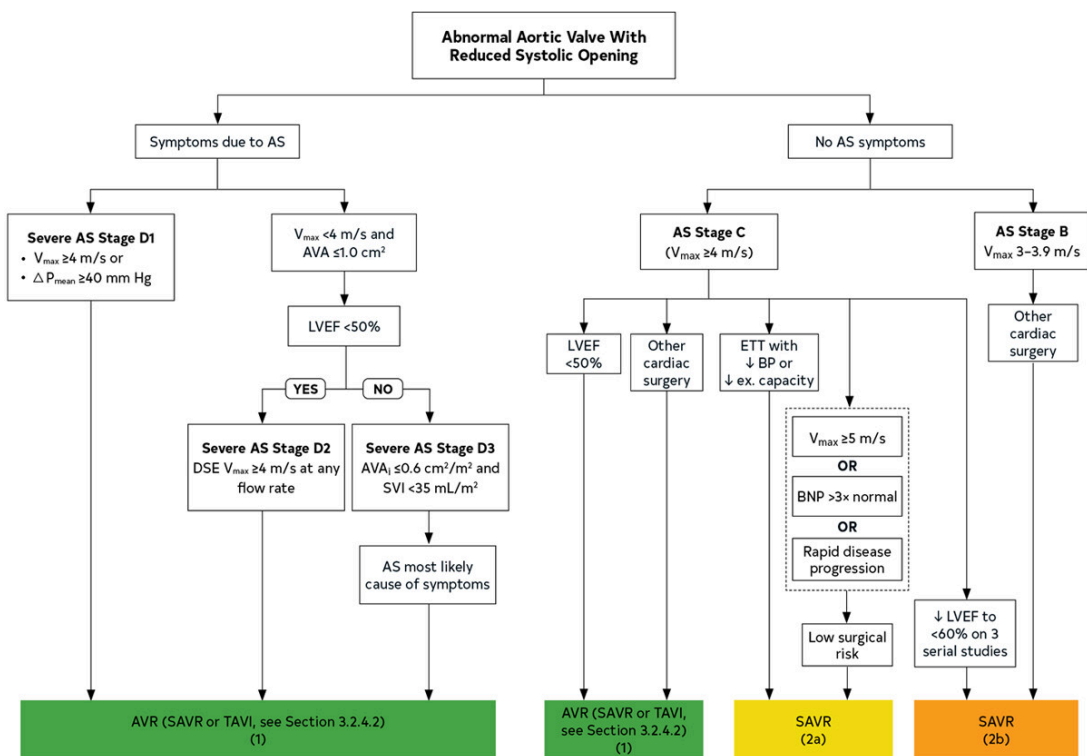 Abnormal Aortic Valve With
Reduced Systolic Opening
Symptoms due to AS
No AS symptoms
Severe AS Stage D1
• Vmax ≥4 m/s or
• △ Pmean ≥40 mm Hg
Vmax <4 m/s and
AVA ≤1.0 cm²
AS Stage C
(Vmax ≥4 m/s)
AS Stage B
Vmax 3–3.9 m/s
LVEF <50%
YES
NO
LVEF
<50%
Other
cardiac
surgery
ETT with
↓ BP or
↓ ex. capacity
Other
cardiac
surgery
Severe AS Stage D2
DSE Vmax ≥4 m/s at any
flow rate
Severe AS Stage D3
AVAi ≤0.6 cm²/m² and
SVI <35 mL/m²
Vmax ≥5 m/s
OR
BNP >3× normal
OR
Rapid disease
progression
AS most likely
cause of symptoms
Low surgical
risk
↓ LVEF to
<60% on 3
serial studies
AVR (SAVR or TAVI, see Section 3.2.4.2)
(1)
AVR (SAVR or TAVI,
see Section 3.2.4.2)
(1)
SAVR
(2a)
SAVR
(2b)